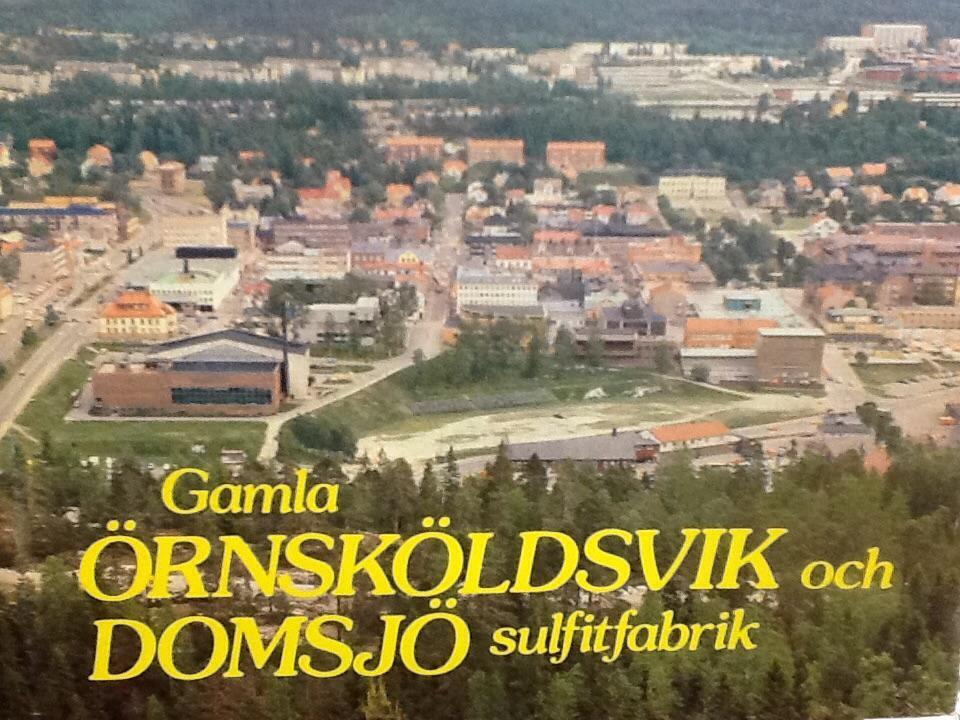 Gamla
ÖRNSKÖLDSVIK och
DOMSJÖ sulfitfabrik